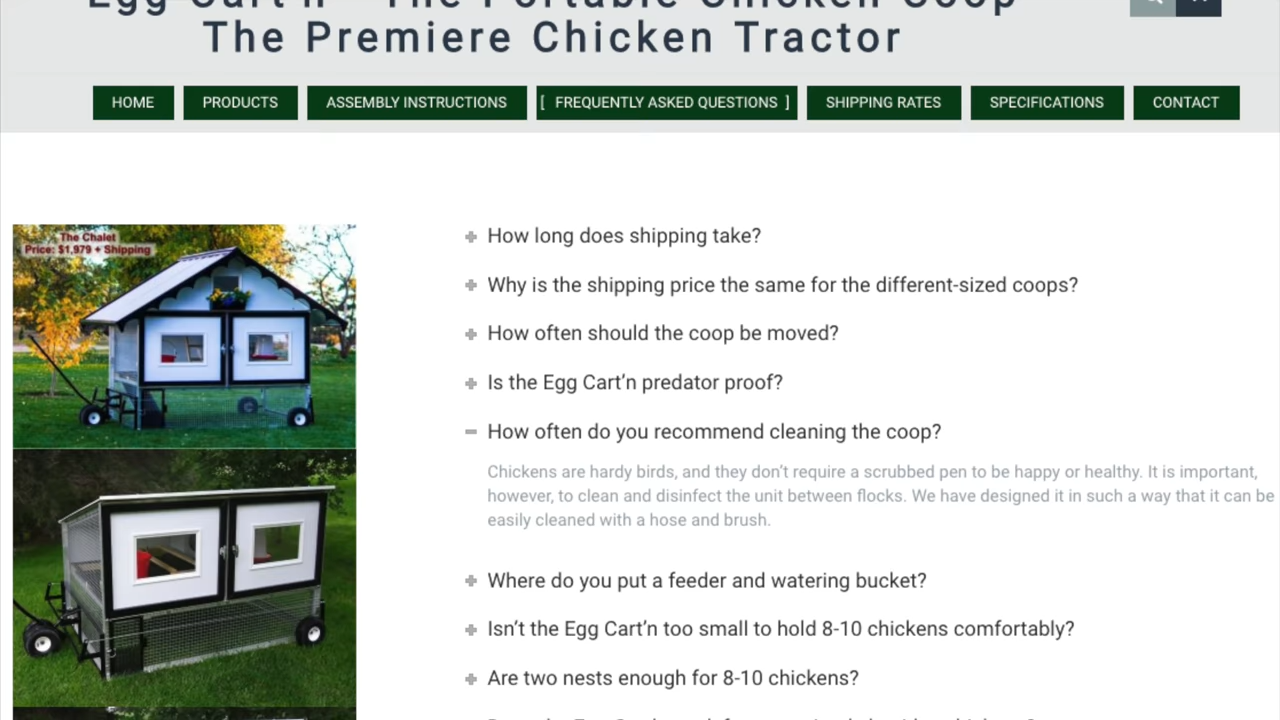 Egg Cart'n - The Portable Chicken Coop
The Premiere Chicken Tractor
HOME
PRODUCTS
ASSEMBLY INSTRUCTIONS
[ FREQUENTLY ASKED QUESTIONS ]
SHIPPING RATES
SPECIFICATIONS
CONTACT
The Chalet
Price: $1,979 + Shipping
How long does shipping take?
Why is the shipping price the same for the different-sized coops?
How often should the coop be moved?
Is the Egg Cart’n predator proof?
How often do you recommend cleaning the coop?
Chickens are hardy birds, and they don’t require a scrubbed pen to be happy or healthy. It is important,
however, to clean and disinfect the unit between flocks. We have designed it in such a way that it can be
easily cleaned with a hose and brush.
Where do you put a feeder and watering bucket?
Isn’t the Egg Cart’n too small to hold 8-10 chickens comfortably?
Are two nests enough for 8-10 chickens?